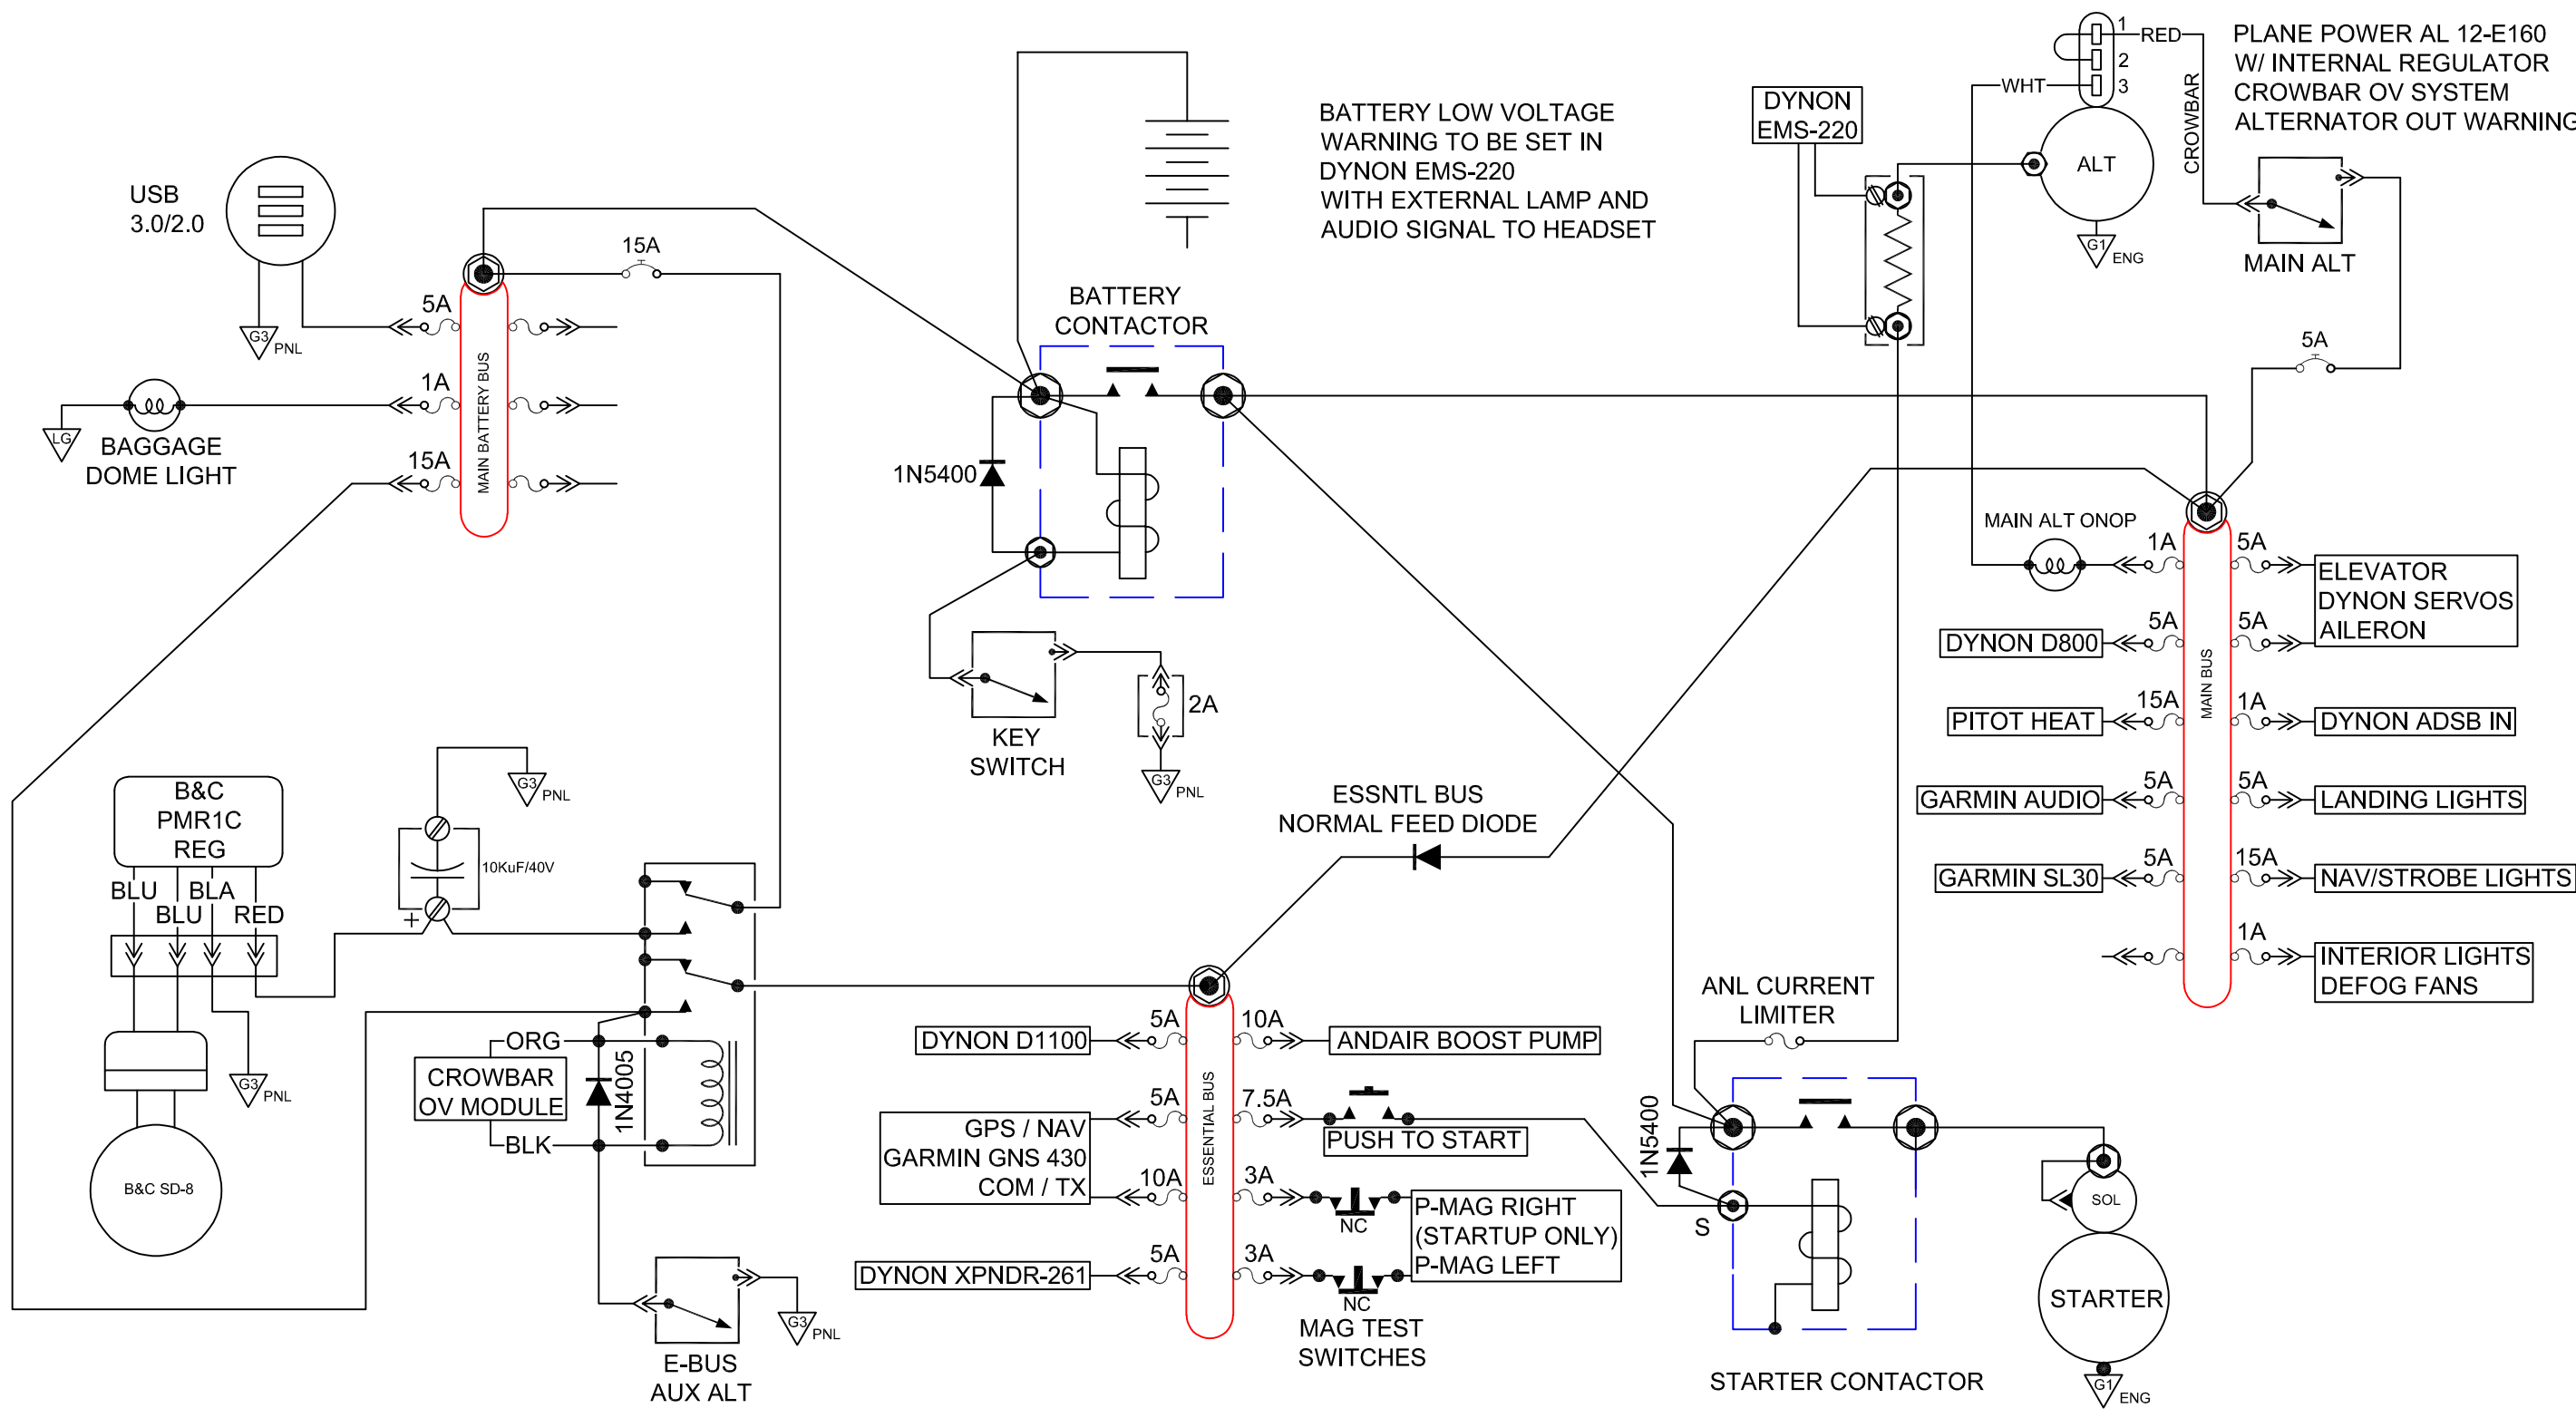 USB
3.0/2.0
G3
PNL
LG
BAGGAGE
DOME LIGHT
5A
1A
15A
MAIN BATTERY BUS
15A
BATTERY LOW VOLTAGE
WARNING TO BE SET IN
DYNON EMS-220
WITH EXTERNAL LAMP AND
AUDIO SIGNAL TO HEADSET
BATTERY
CONTACTOR
1N5400
KEY
SWITCH
2A
G3
PNL
DYNON
EMS-220
1
2
3
RED
WHT
CROWBAR
ALT
G1
ENG
PLANE POWER AL 12-E160
W/ INTERNAL REGULATOR
CROWBAR OV SYSTEM
ALTERNATOR OUT WARNING
MAIN ALT
5A
MAIN ALT ONOP
1A
5A
ELEVATOR
DYNON SERVOS
AILERON
DYNON D800
5A
5A
MAIN BUS
PITOT HEAT
15A
1A
DYNON ADSB IN
GARMIN AUDIO
5A
5A
LANDING LIGHTS
GARMIN SL30
5A
15A
NAV/STROBE LIGHTS
1A
INTERIOR LIGHTS
DEFOG FANS
B&C
PMR1C
REG
BLU
BLU
BLA
RED
G3
PNL
B&C SD-8
G3
PNL
10KuF/40V
+
ORG
CROWBAR
OV MODULE
BLK
1N4005
E-BUS
AUX ALT
G3
PNL
ESSNTL BUS
NORMAL FEED DIODE
DYNON D1100
5A
10A
ANDAIR BOOST PUMP
ESSENTIAL BUS
GPS / NAV
GARMIN GNS 430
COM / TX
5A
10A
7.5A
PUSH TO START
3A
NC
P-MAG RIGHT
(STARTUP ONLY)
P-MAG LEFT
DYNON XPNDR-261
5A
3A
NC
MAG TEST
SWITCHES
ANL CURRENT
LIMITER
1N5400
S
STARTER CONTACTOR
SOL
STARTER
G1
ENG